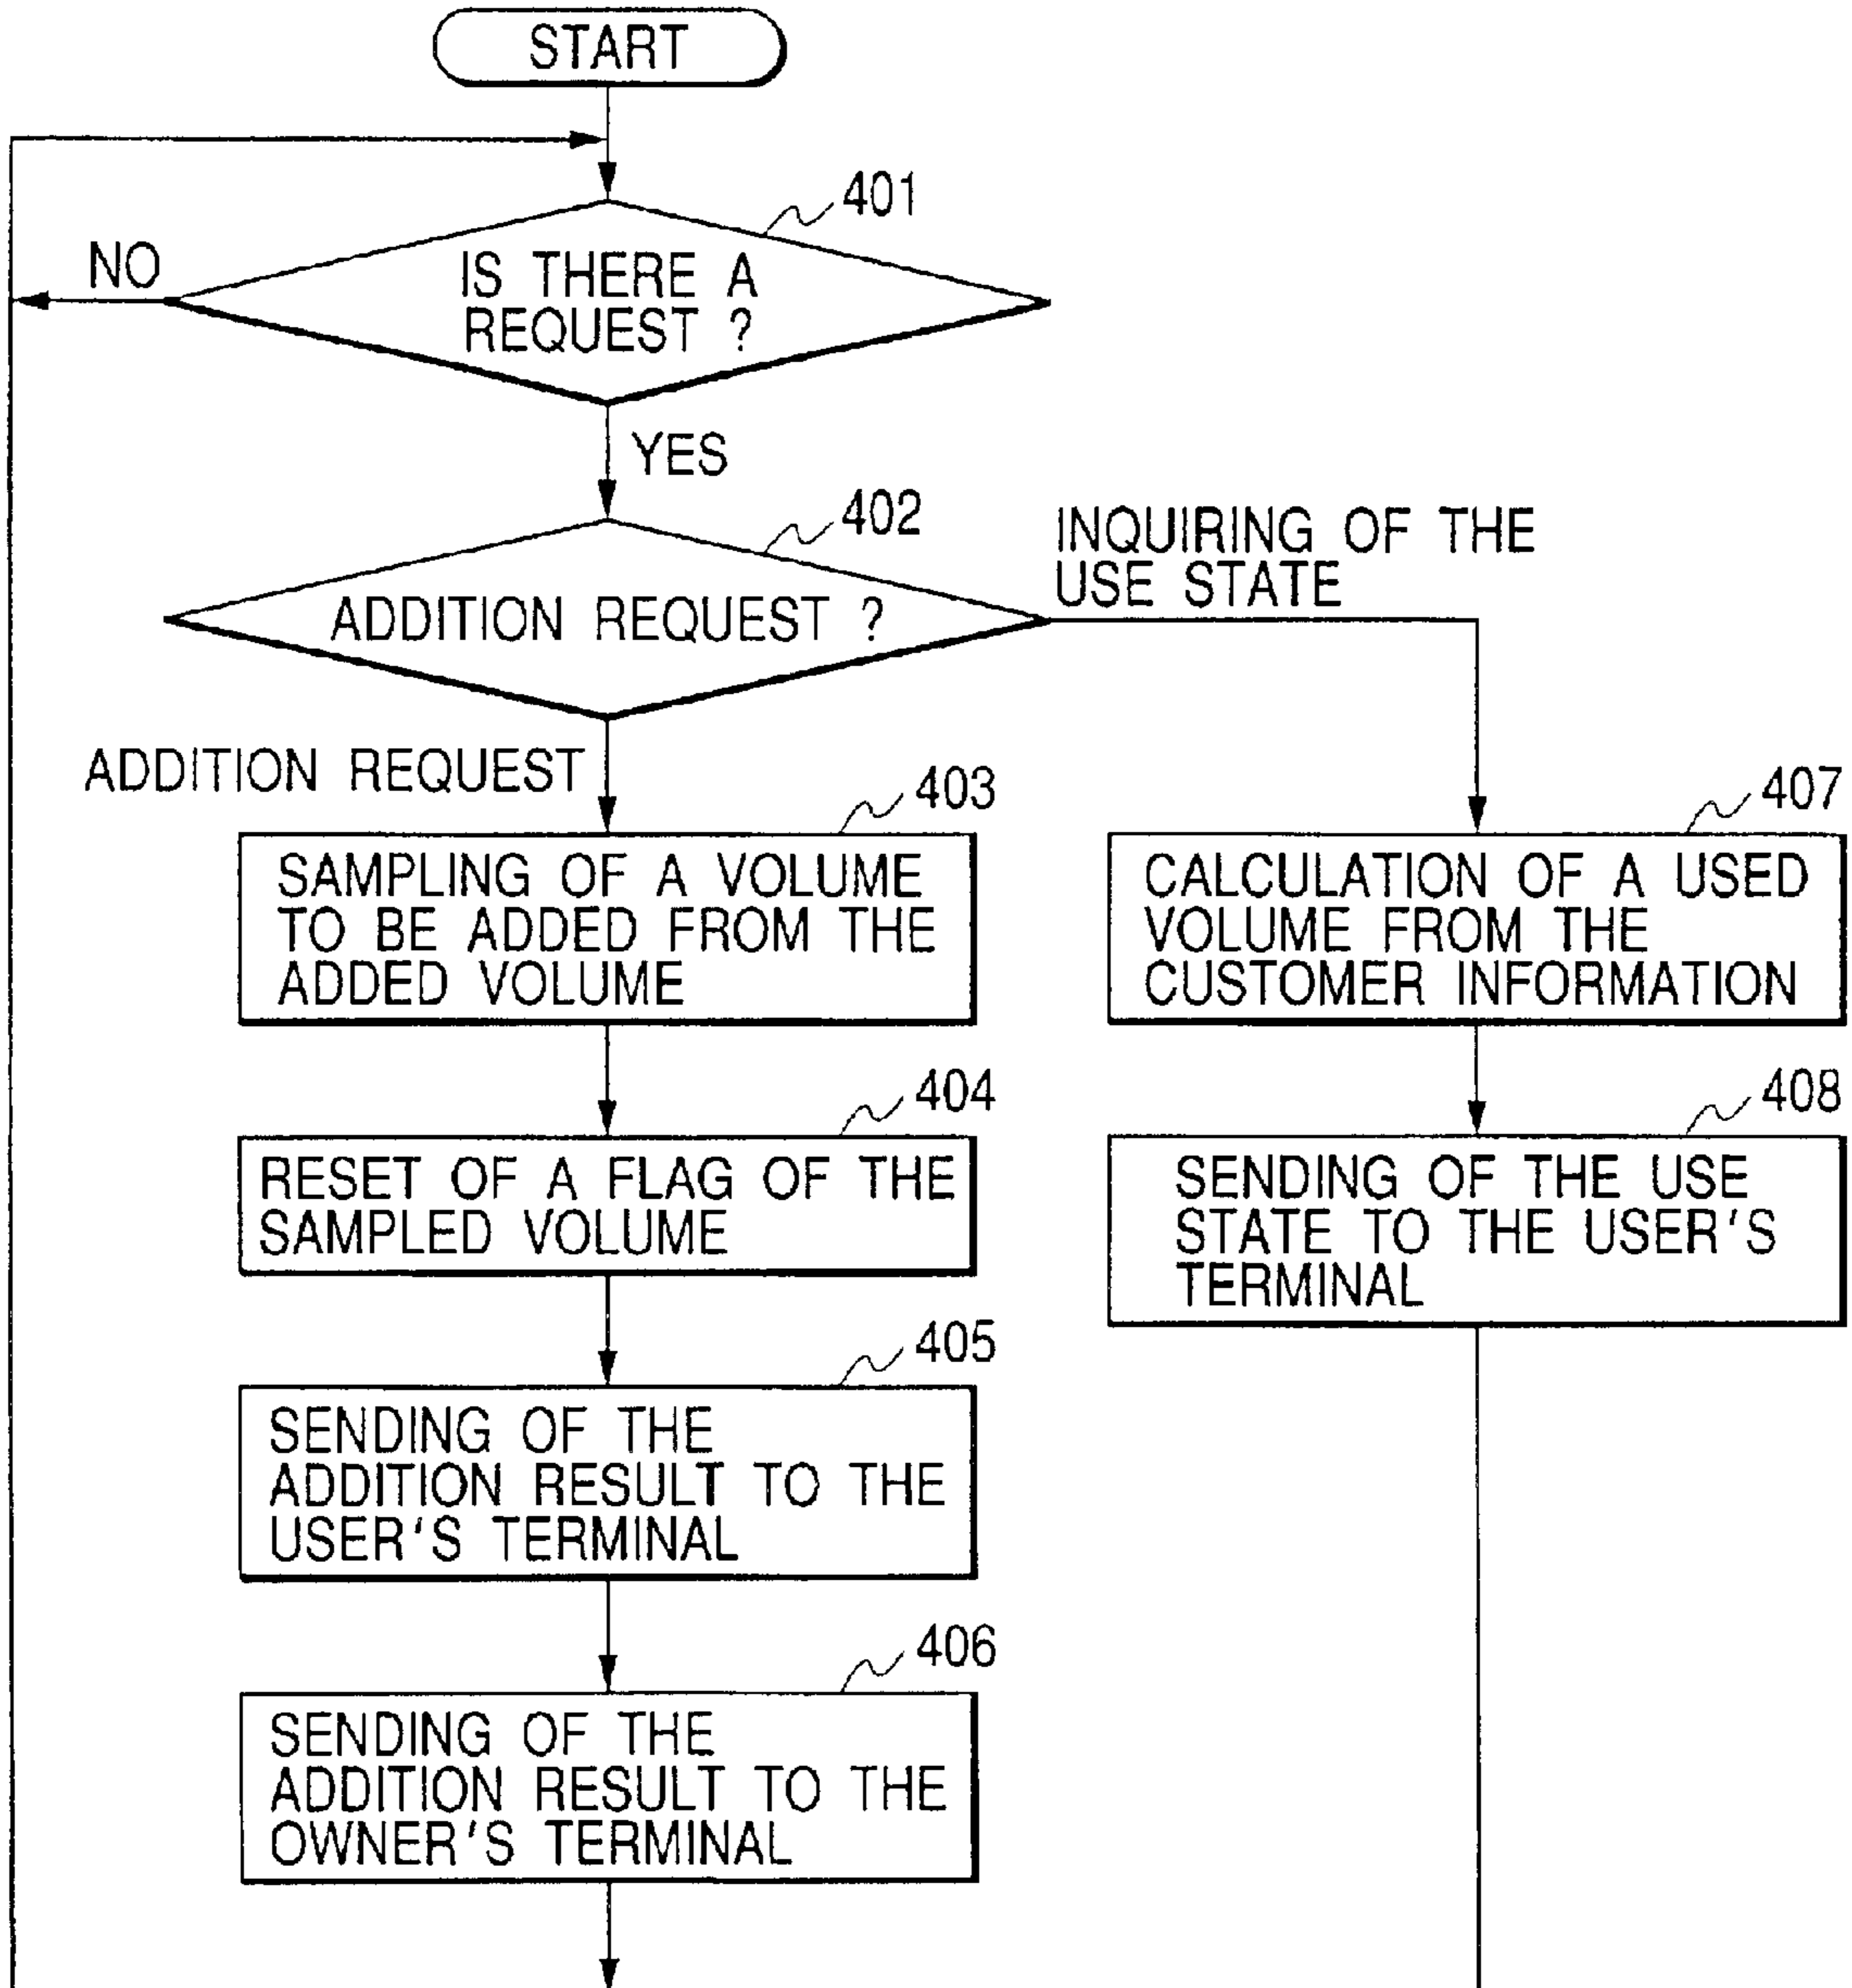 START
401
NO
IS THERE A
REQUEST ?
YES
402
INQUIRING OF THE
USE STATE
ADDITION REQUEST ?
ADDITION REQUEST
403
SAMPLING OF A VOLUME
TO BE ADDED FROM THE
ADDED VOLUME
407
CALCULATION OF A USED
VOLUME FROM THE
CUSTOMER INFORMATION
404
RESET OF A FLAG OF THE
SAMPLED VOLUME
408
SENDING OF THE USE
STATE TO THE USER'S
TERMINAL
405
SENDING OF THE
ADDITION RESULT TO THE
USER'S TERMINAL
406
SENDING OF THE
ADDITION RESULT TO THE
OWNER'S TERMINAL